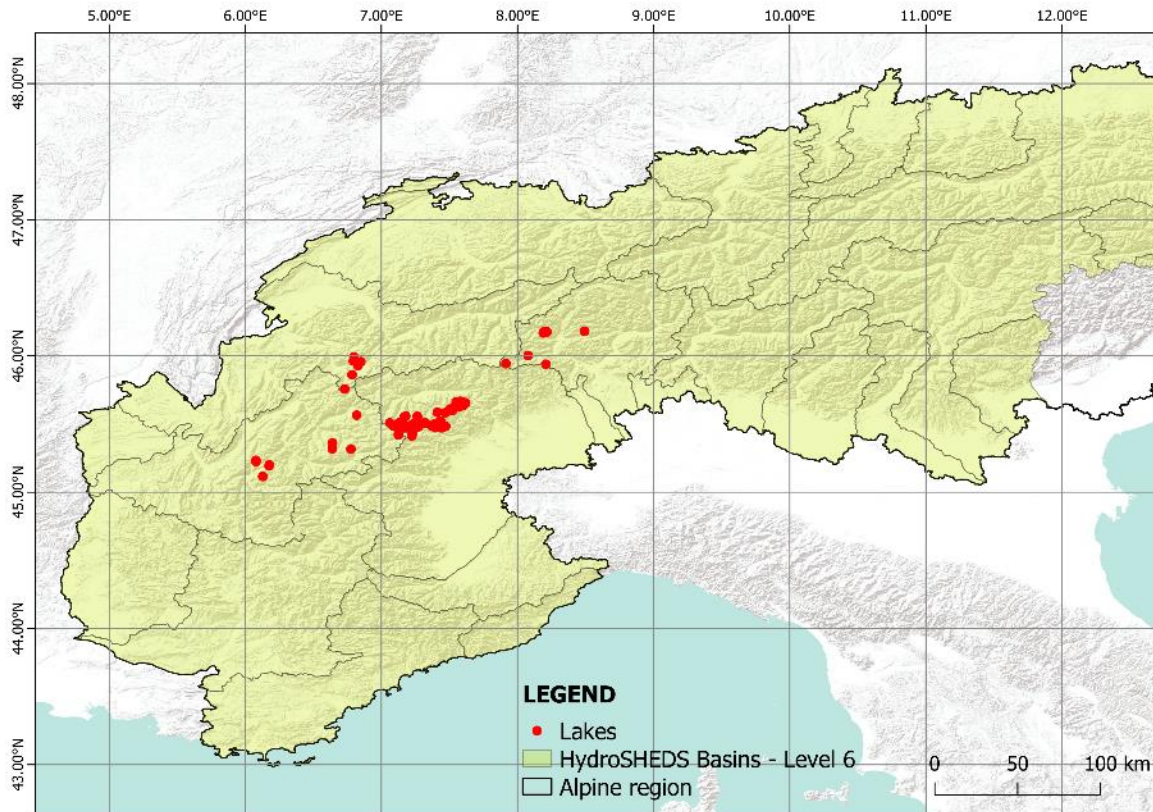 5.00°E 6.00°E 7.00°E 8.00°E 9.00°E 10.00°E 11.00°E 12.00°E
48.00°N
47.00°N
46.00°N
45.00°N
44.00°N
43.00°N
LEGEND
Lakes
HydroSHEDS Basins - Level 6
Alpine region
0 50 100 km